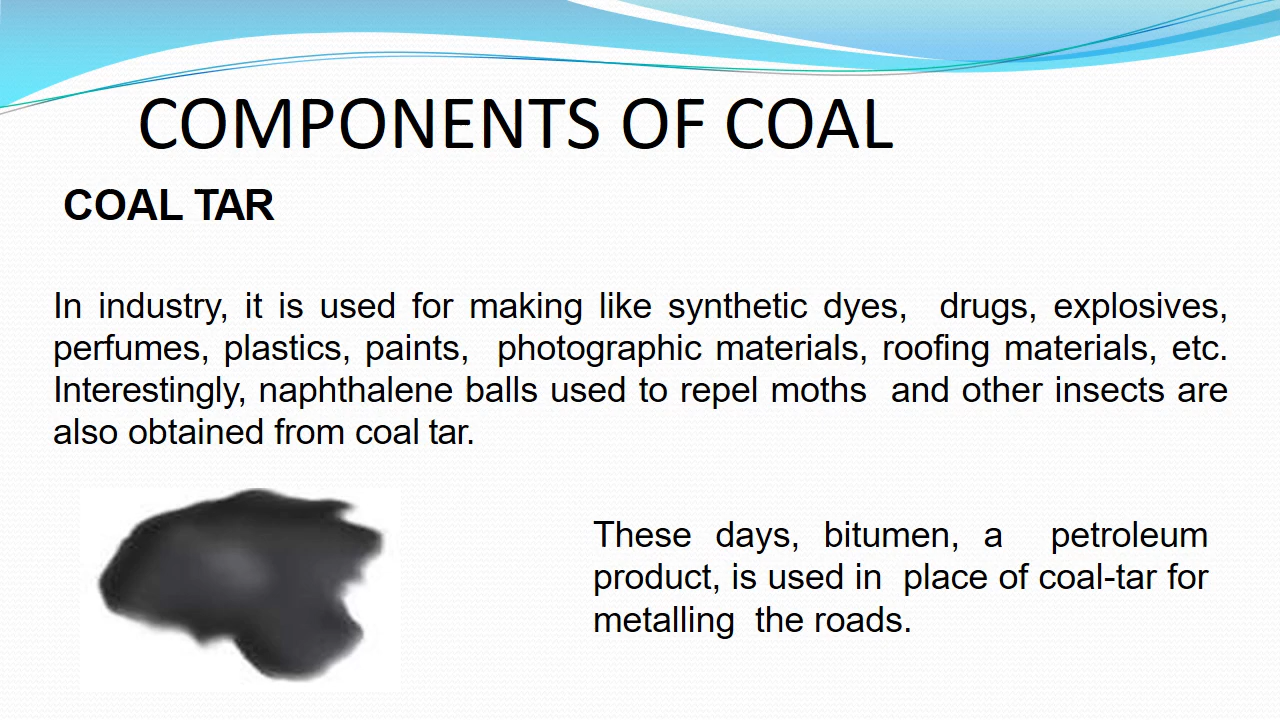 COMPONENTS OF COAL
COAL TAR
In industry, it is used for making like synthetic dyes, drugs, explosives,
perfumes, plastics, paints, photographic materials, roofing materials, etc.
Interestingly, naphthalene balls used to repel moths and other insects are
also obtained from coal tar.
These days, bitumen, a petroleum
product, is used in place of coal-tar for
metalling the roads.